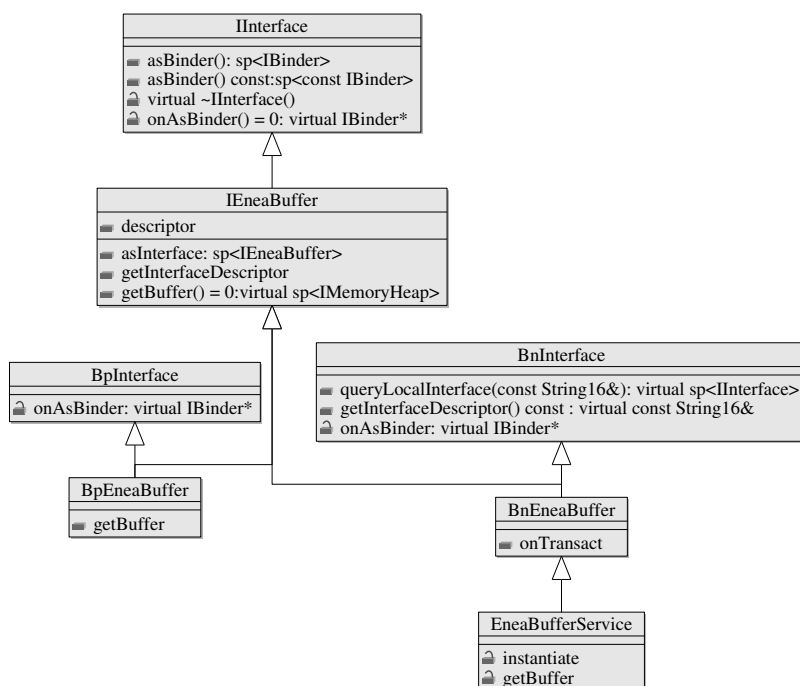 IInterface
asBinder(): sp<IBinder>
asBinder() const:sp<const IBinder>
virtual ~IInterface()
onAsBinder() = 0: virtual IBinder*
IEneaBuffer
descriptor
asInterface: sp<IEneaBuffer>
getInterfaceDescriptor
getBuffer() = 0:virtual sp<IMemoryHeap>
BpInterface
onAsBinder: virtual IBinder*
BnInterface
queryLocalInterface(const String16&): virtual sp<IInterface>
getInterfaceDescriptor() const : virtual const String16&
onAsBinder: virtual IBinder*
BpEneaBuffer
getBuffer
BnEneaBuffer
onTransact
EneaBufferService
instantiate
getBuffer